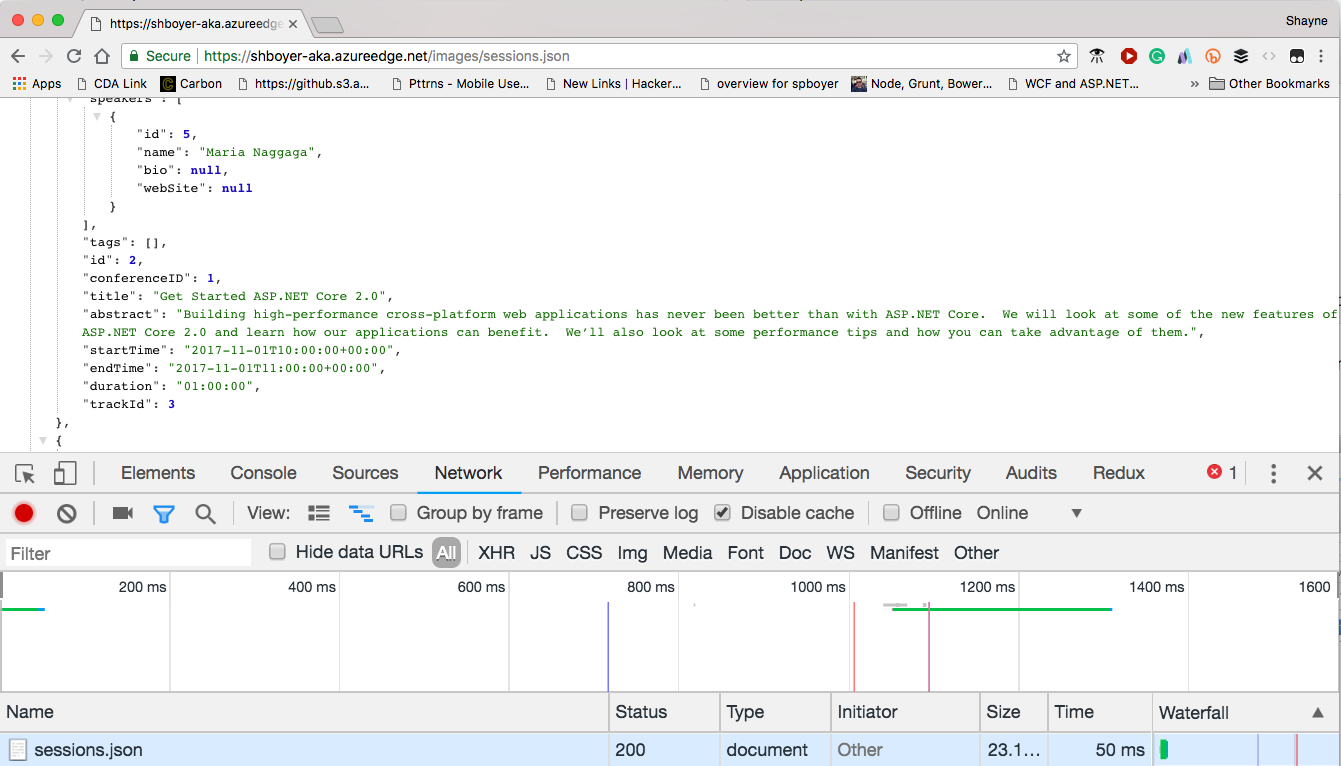 https://shboyer-aka.azureedge
Shayne
Secure https://shboyer-aka.azureedge.net/images/sessions.json
Apps CDA Link Carbon https://github.s3.a... Pttrns - Mobile Use... New Links | Hacker... overview for spboyer Node, Grunt, Bower... WCF and ASP.NET... » Other Bookmarks
"speakers": [
{
"id": 5,
"name": "Maria Naggaga",
"bio": null,
"webSite": null
}
],
"tags": [],
"id": 2,
"conferenceID": 1,
"title": "Get Started ASP.NET Core 2.0",
"abstract": "Building high-performance cross-platform web applications has never been better than with ASP.NET Core.  We will look at some of the new features of
ASP.NET Core 2.0 and learn how our applications can benefit.  We’ll also look at some performance tips and how you can take advantage of them.",
"startTime": "2017-11-01T10:00:00+00:00",
"endTime": "2017-11-01T11:00:00+00:00",
"duration": "01:00:00",
"trackId": 3
},
{
Elements Console Sources Network Performance Memory Application Security Audits Redux 1
View: Group by frame Preserve log Disable cache Offline Online
Filter Hide data URLs All XHR JS CSS Img Media Font Doc WS Manifest Other
200 ms 400 ms 600 ms 800 ms 1000 ms 1200 ms 1400 ms 1600
Name Status Type Initiator Size Time Waterfall
sessions.json 200 document Other 23.1... 50 ms